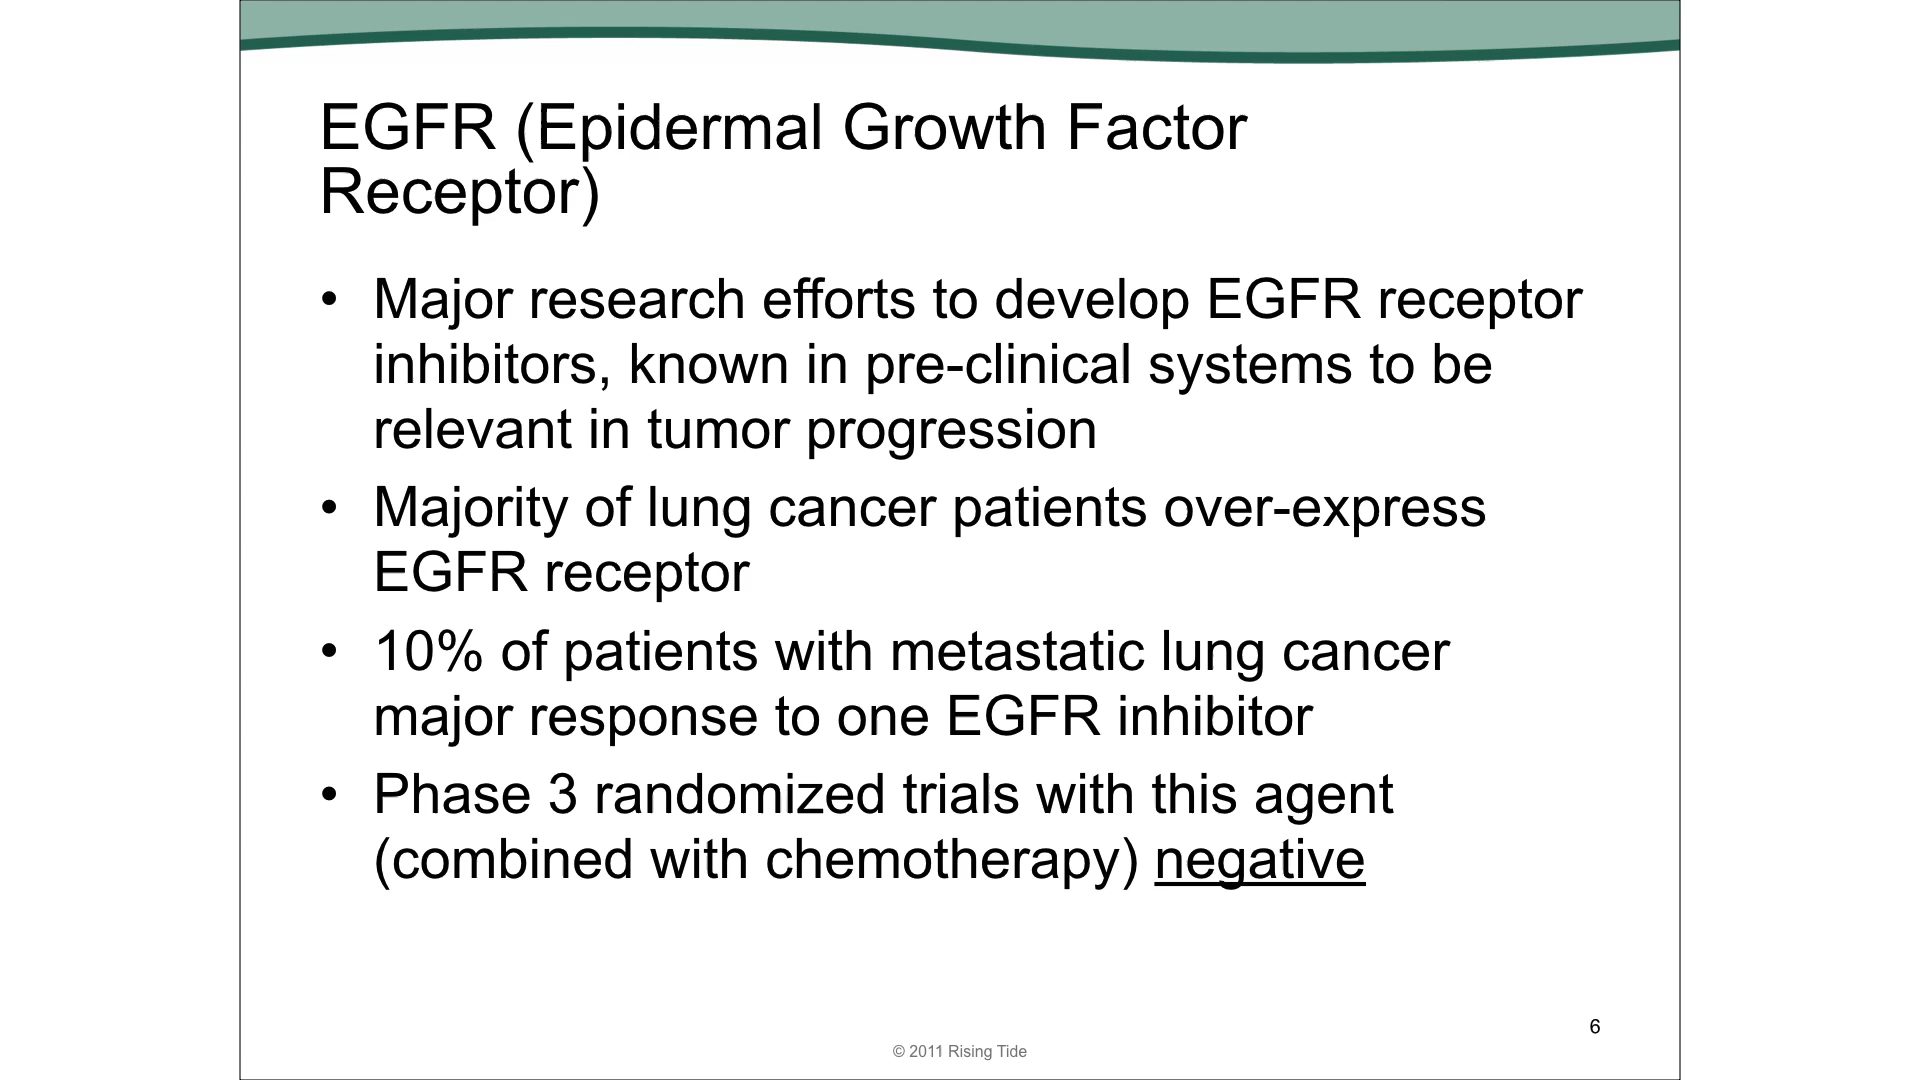 EGFR (Epidermal Growth Factor
Receptor)
• Major research efforts to develop EGFR receptor
inhibitors, known in pre-clinical systems to be
relevant in tumor progression
• Majority of lung cancer patients over-express
EGFR receptor
• 10% of patients with metastatic lung cancer
major response to one EGFR inhibitor
• Phase 3 randomized trials with this agent
(combined with chemotherapy) negative
6
© 2011 Rising Tide